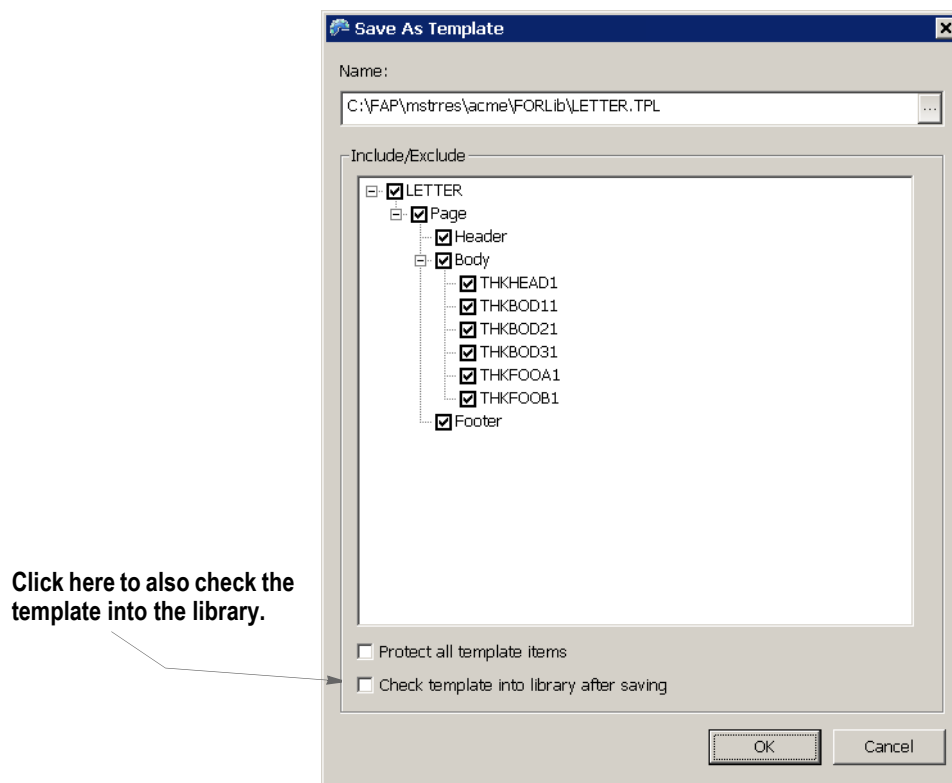 Save As Template
Name:
C:\FAP\mstrres\acme\FORLib\LETTER.TPL
...
Include/Exclude
LETTER
Page
Header
Body
THKHEAD1
THKBOD11
THKBOD21
THKBOD31
THKFOOA1
THKFOOB1
Footer
Click here to also check the
template into the library.
Protect all template items
Check template into library after saving
OK
Cancel